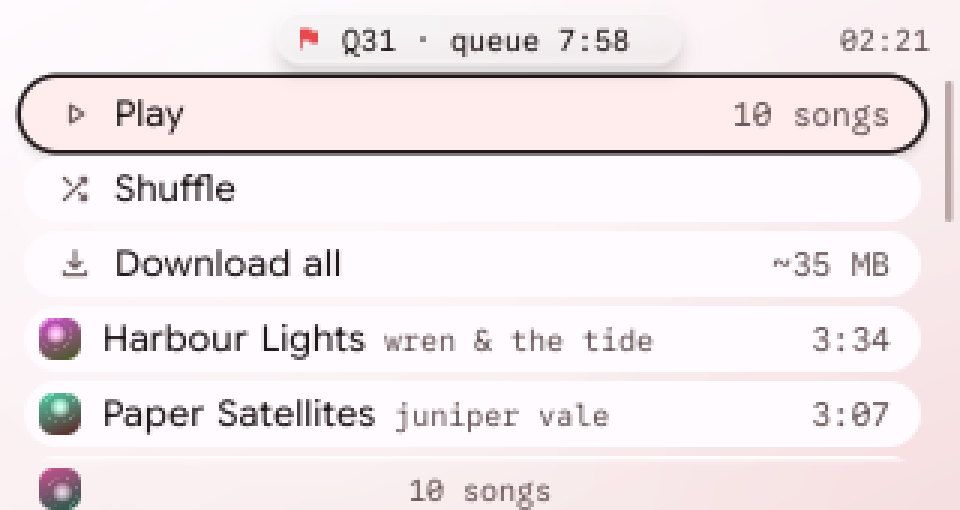 Q31 · queue 7:58
02:21
Play 10 songs
Shuffle
Download all ~35 MB
Harbour Lights wren & the tide 3:34
Paper Satellites juniper vale 3:07
10 songs